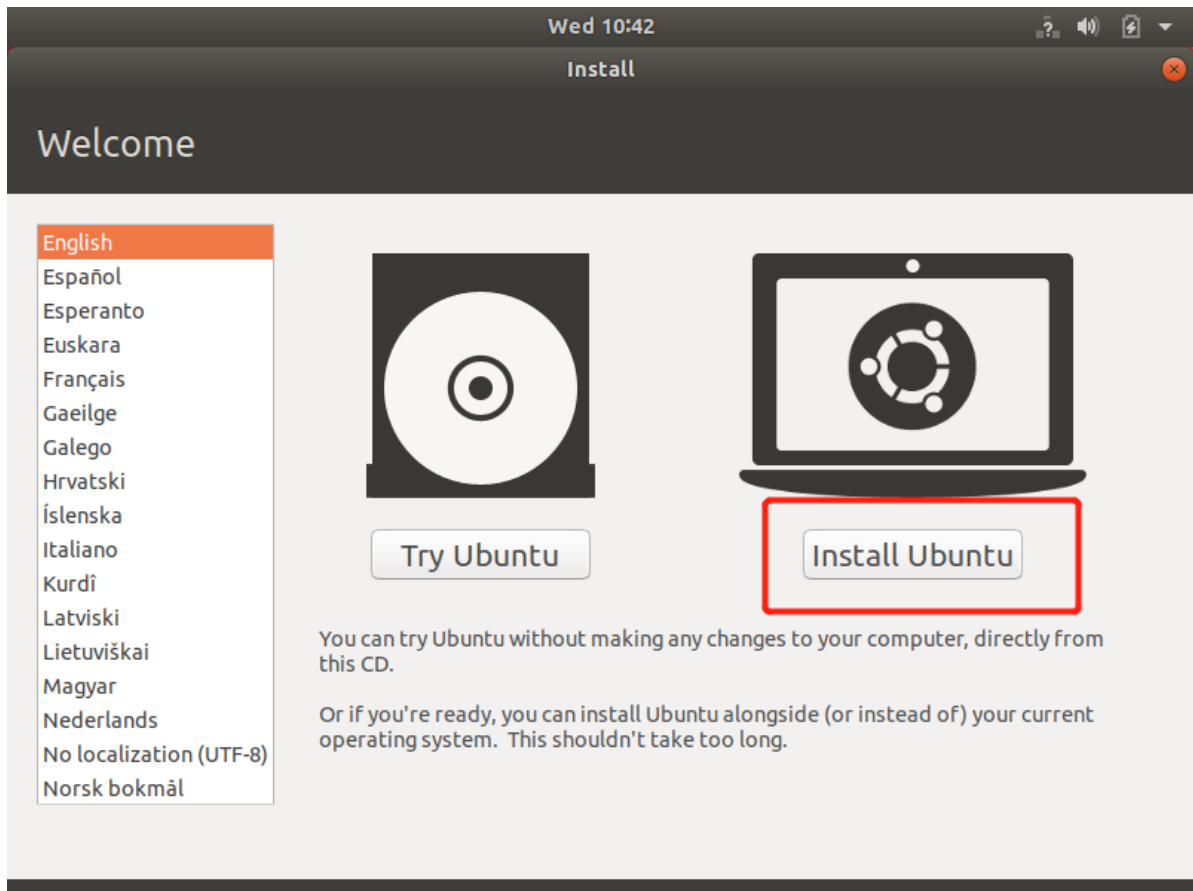 Wed 10:42
Install
Welcome
English
Español
Esperanto
Euskara
Français
Gaeilge
Galego
Hrvatski
Íslenska
Italiano
Kurdî
Latviski
Lietuviškai
Magyar
Nederlands
No localization (UTF-8)
Norsk bokmål
Try Ubuntu
Install Ubuntu
You can try Ubuntu without making any changes to your computer, directly from
this CD.
Or if you're ready, you can install Ubuntu alongside (or instead of) your current
operating system. This shouldn't take too long.